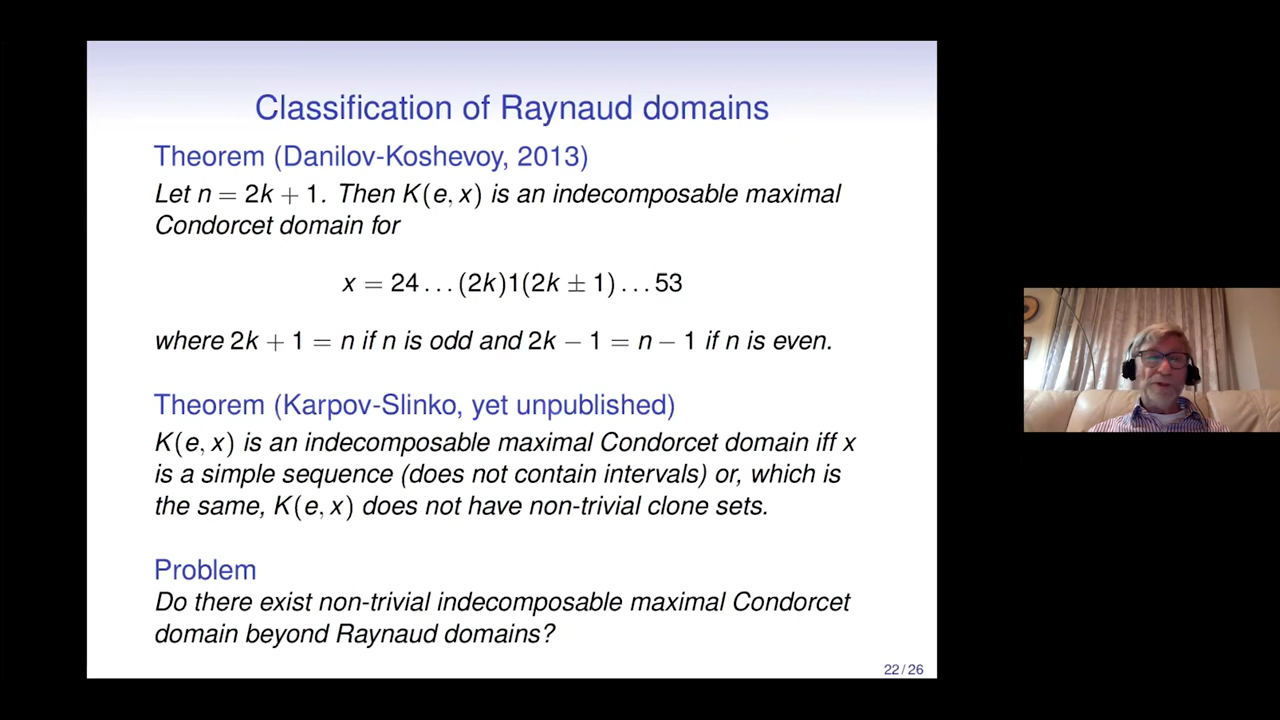 Classification of Raynaud domains
Theorem (Danilov-Koshevoy, 2013)
Let n = 2k + 1. Then K(e, x) is an indecomposable maximal
Condorcet domain for
x = 24 . . . (2k)1(2k ± 1) . . . 53
where 2k + 1 = n if n is odd and 2k − 1 = n − 1 if n is even.
Theorem (Karpov-Slinko, yet unpublished)
K(e, x) is an indecomposable maximal Condorcet domain iff x
is a simple sequence (does not contain intervals) or, which is
the same, K(e, x) does not have non-trivial clone sets.
Problem
Do there exist non-trivial indecomposable maximal Condorcet
domain beyond Raynaud domains?
22 / 26